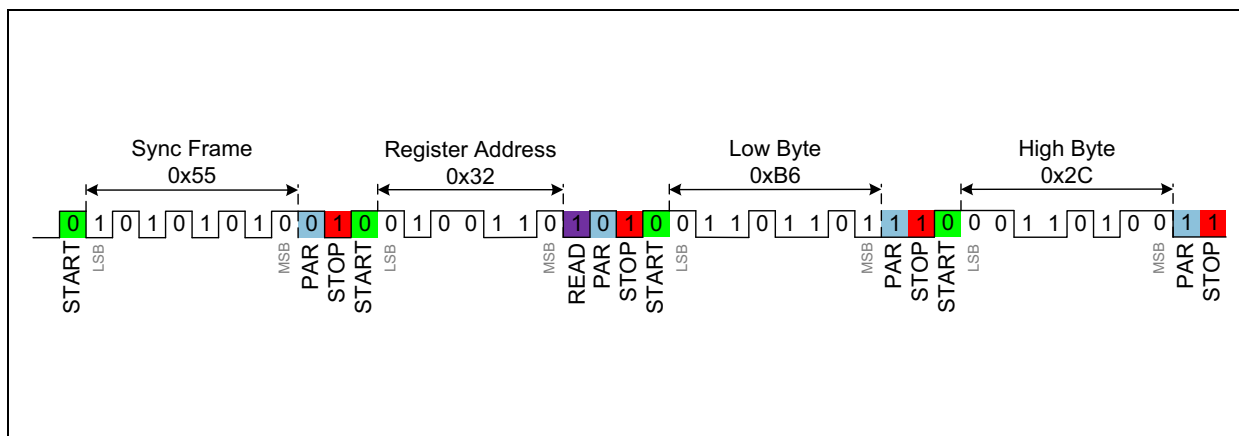 Sync Frame Register Address Low Byte High Byte
0x55 0x32 0xB6 0x2C
0 1 0 1 0 1 0 1 0 0 1 0 0 1 0 0 1 1 0 1 0 1 0 0 1 1 0 1 1 0 1 1 1 0 0 0 1 1 0 1 0 0 1 1
START LSB MSB PAR STOP START LSB MSB READ PAR STOP START LSB MSB PAR STOP START LSB MSB PAR STOP